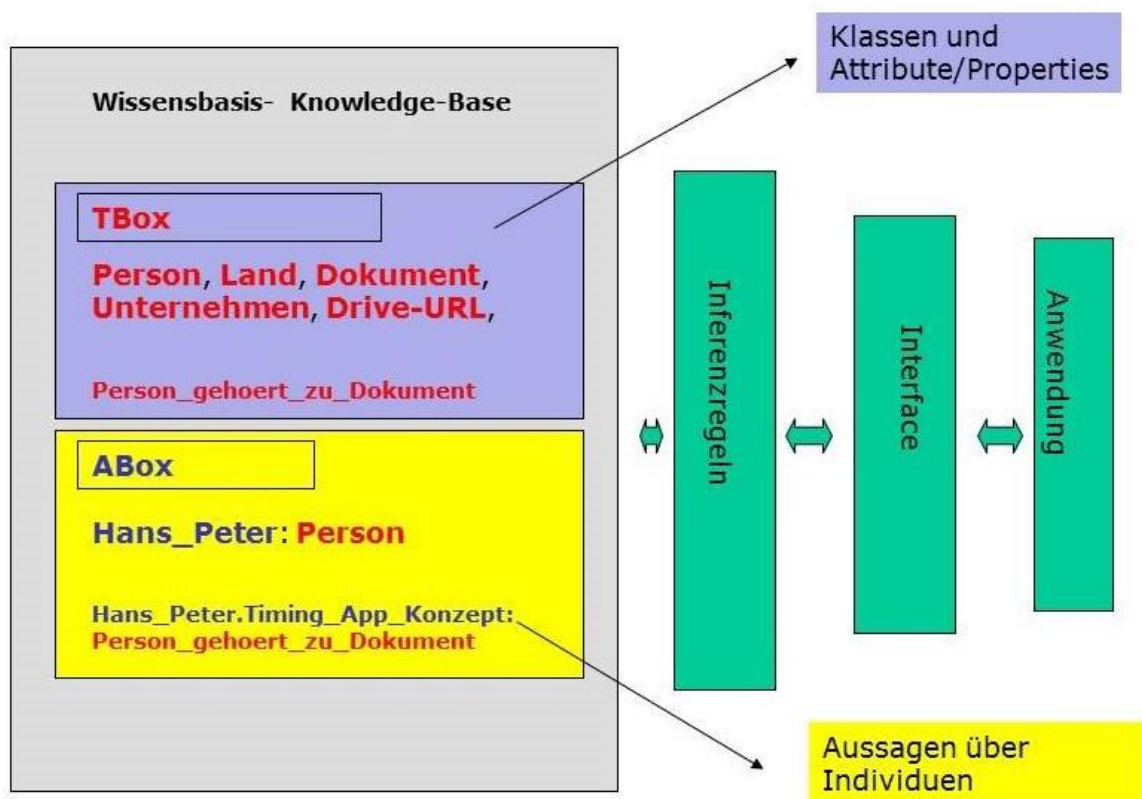 Klassen und
Attribute/Properties
Wissensbasis- Knowledge-Base
TBox
Person, Land, Dokument,
Unternehmen, Drive-URL,
Person_gehoert_zu_Dokument
ABox
Hans_Peter: Person
Hans_Peter.Timing_App_Konzept:
Person_gehoert_zu_Dokument
Inferenzregeln
Interface
Anwendung
Aussagen über
Individuen